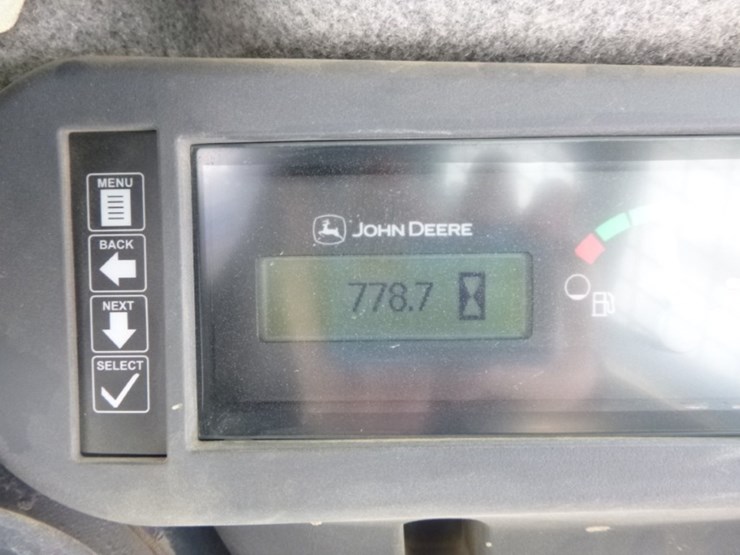 MENU
BACK
NEXT
SELECT
JOHN DEERE
778.7